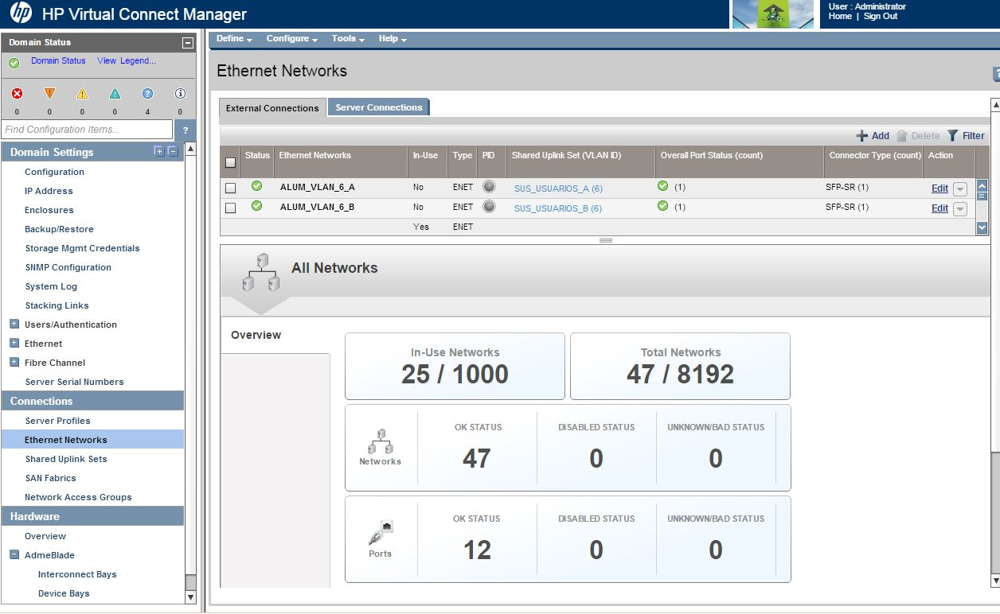 hp HP Virtual Connect Manager
User : Administrator
Home | Sign Out
Domain Status
Domain Status View Legend...
0 0 0 0 4 0
Find Configuration Items... ?
Domain Settings
Configuration
IP Address
Enclosures
Backup/Restore
Storage Mgmt Credentials
SNMP Configuration
System Log
Stacking Links
Users/Authentication
Ethernet
Fibre Channel
Server Serial Numbers
Connections
Server Profiles
Ethernet Networks
Shared Uplink Sets
SAN Fabrics
Network Access Groups
Hardware
Overview
AdmeBlade
Interconnect Bays
Device Bays
Define Configure Tools Help
Ethernet Networks
?
External Connections Server Connections
Add Delete Filter
Status Ethernet Networks In-Use Type PID Shared Uplink Set (VLAN ID) Overall Port Status (count) Connector Type (count) Action
ALUM_VLAN_6_A No ENET SUS_USUARIOS_A (6) (1) SFP-SR (1) Edit
ALUM_VLAN_6_B No ENET SUS_USUARIOS_B (6) (1) SFP-SR (1) Edit
Yes ENET
All Networks
Overview
In-Use Networks
25 / 1000
Total Networks
47 / 8192
Networks
OK STATUS DISABLED STATUS UNKNOWN/BAD STATUS
47 0 0
Ports
OK STATUS DISABLED STATUS UNKNOWN/BAD STATUS
12 0 0